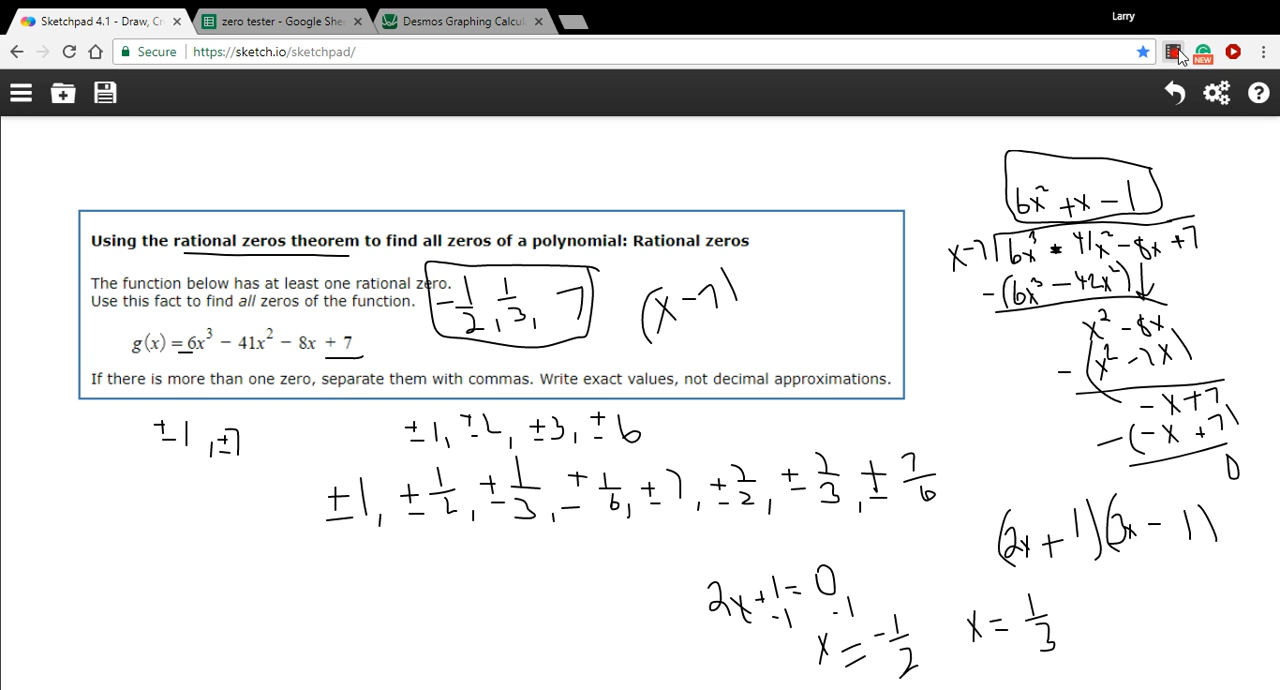 Larry
Sketchpad 4.1 - Draw, Cr
zero tester - Google She
Desmos Graphing Calcul
Secure
https://sketch.io/sketchpad/
NEW
Using the rational zeros theorem to find all zeros of a polynomial: Rational zeros
The function below has at least one rational zero.
Use this fact to find all zeros of the function.
-1/2, 1/3, 7
(x-7)
g(x) = 6x³ − 41x² − 8x + 7
If there is more than one zero, separate them with commas. Write exact values, not decimal approximations.
6x² + x - 1
x-7 6x³ - 41x² - 8x + 7
-(6x³ - 42x²)
x² - 8x
-(x² - 7x)
-x+7
-(-x+7)
0
±1, ±7
±1, ±2, ±3, ±6
±1, ±1/2, ±1/3, ±1/6, ±7, ±7/2, ±7/3, ±7/6
(2x+1)(3x-1)
2x+1=0
-1 -1
x = -1/2
x = 1/3